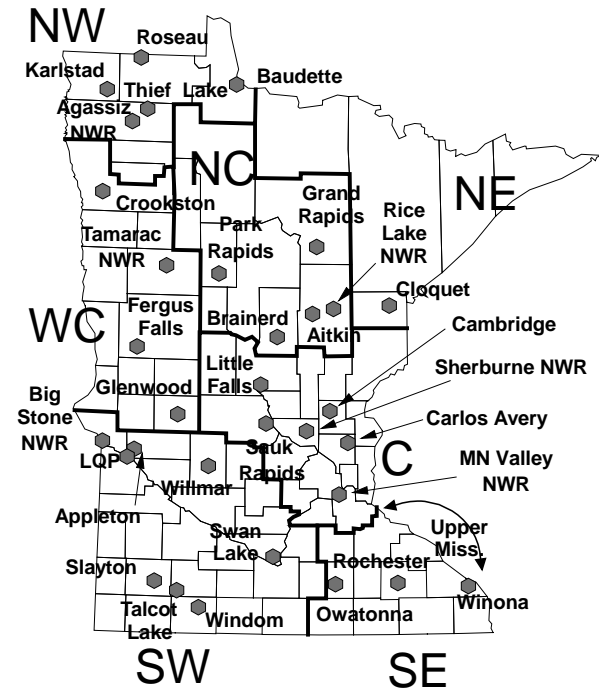 NW
Roseau
Karlstad
Baudette
Thief Lake
Agassiz
NWR
NC
Grand
Rapids
NE
Crookston
Rice
Lake
NWR
Park
Rapids
Tamarac
NWR
Cloquet
WC
Fergus
Falls
Brainerd
Aitkin
Cambridge
Little
Falls
Sherburne NWR
Glenwood
Big
Stone
NWR
Carlos Avery
C
LQP
Sauk
Rapids
MN Valley
NWR
Willmar
Appleton
Swan
Lake
Upper
Miss.
Slayton
Rochester
Talcot
Lake
Windom
Owatonna
Winona
SW
SE